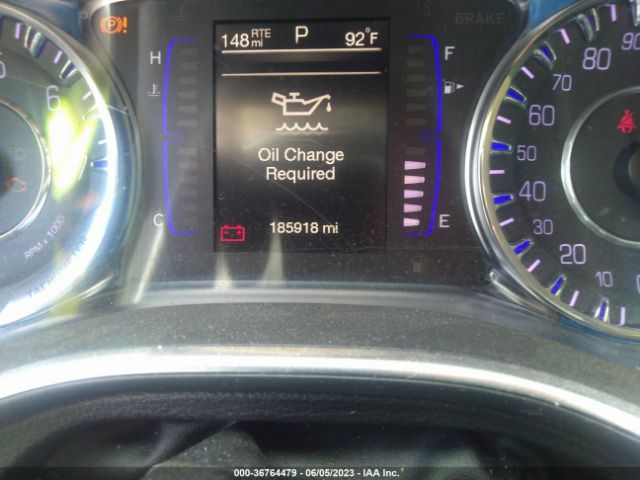 148 RTE mi P 92°F
BRAKE
H
F
Oil Change
Required
C
E
185918 mi
6
RPM x 1000
90
80
70
60
50
40
30
20
10
000-36764479 - 06/05/2023 - IAA Inc.